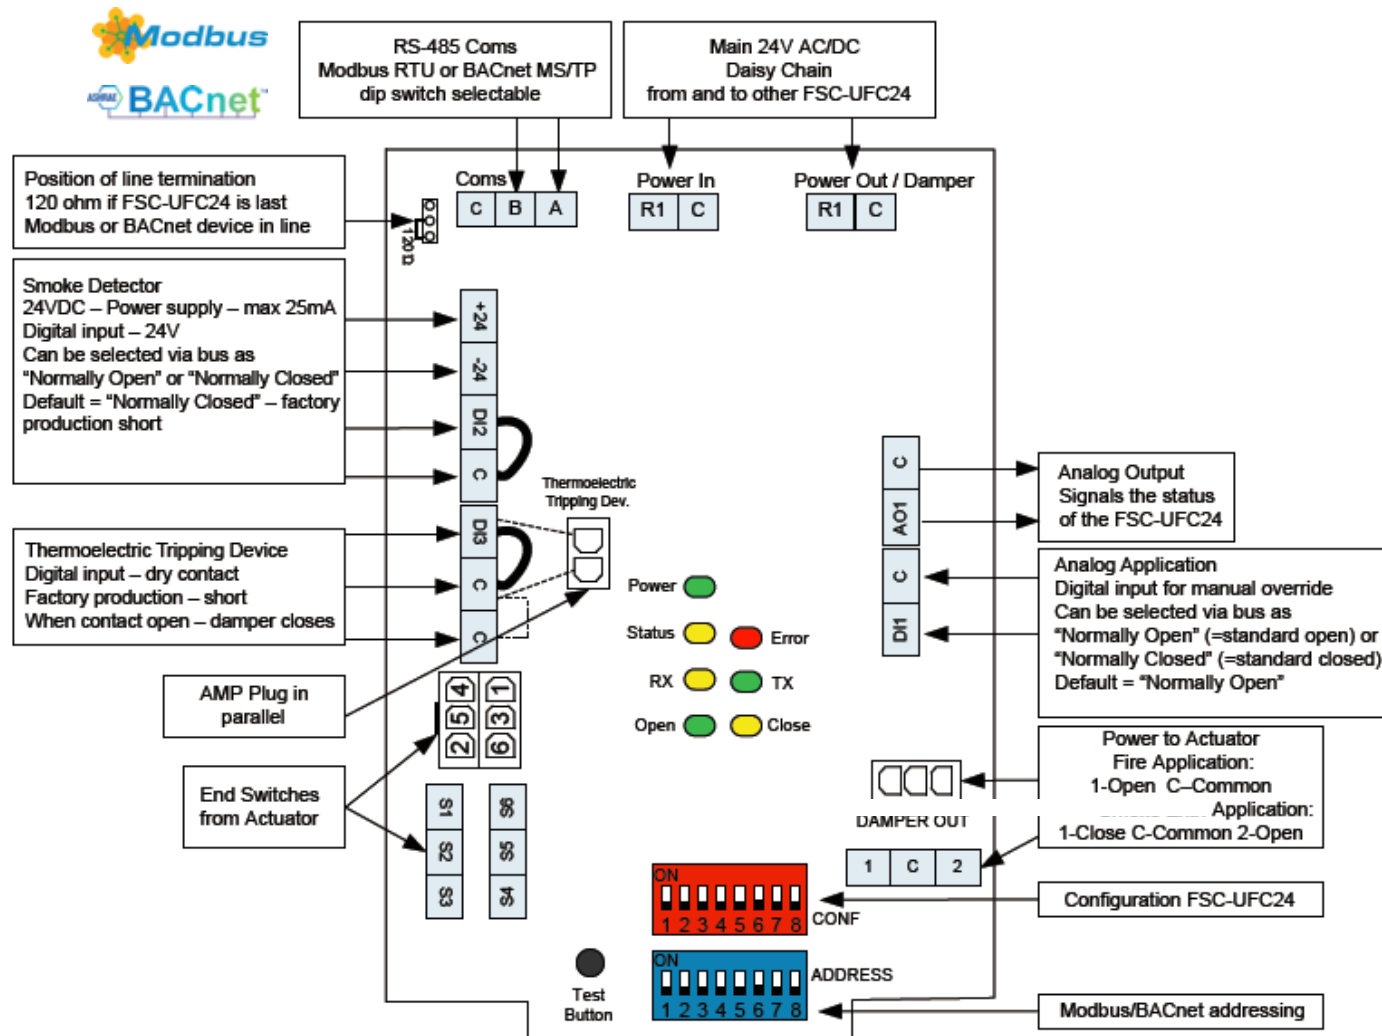 Modbus
ASHRAE BACnet™
RS-485 Coms
Modbus RTU or BACnet MS/TP
dip switch selectable
Main 24V AC/DC
Daisy Chain
from and to other FSC-UFC24
Position of line termination
120 ohm if FSC-UFC24 is last
Modbus or BACnet device in line
120Ω
Coms
C B A
Power In
R1 C
Power Out / Damper
R1 C
Smoke Detector
24VDC – Power supply – max 25mA
Digital input – 24V
Can be selected via bus as
“Normally Open” or “Normally Closed”
Default = “Normally Closed” – factory
production short
+24
-24
DI2
C
Thermoelectric
Tripping Dev.
DI3
C
C
Thermoelectric Tripping Device
Digital input – dry contact
Factory production – short
When contact open – damper closes
C
AO1
C
DI1
Analog Output
Signals the status
of the FSC-UFC24
Analog Application
Digital input for manual override
Can be selected via bus as
“Normally Open” (=standard open) or
“Normally Closed” (=standard closed)
Default = “Normally Open”
Power
Status
Error
RX
TX
Open
Close
AMP Plug in
parallel
4 1
5 3
2 6
End Switches
from Actuator
S1 S6
S2 S5
S3 S4
Power to Actuator
Fire Application:
1-Open C–Common
Application:
1-Close C-Common 2-Open
DAMPER OUT
1 C 2
ON
1 2 3 4 5 6 7 8
CONF
Configuration FSC-UFC24
ON
1 2 3 4 5 6 7 8
ADDRESS
Modbus/BACnet addressing
Test
Button